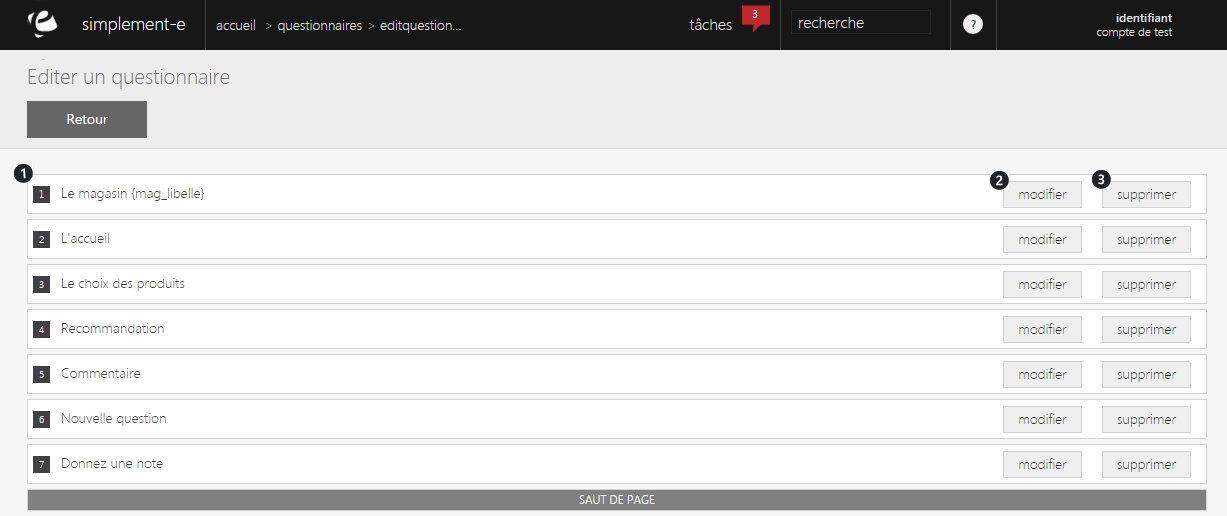 simplement-e accueil > questionnaires > editquestion... tâches 3 recherche ? identifiant
compte de test
Editer un questionnaire
Retour
1 2 3
1 Le magasin {mag_libelle} modifier supprimer
2 L'accueil modifier supprimer
3 Le choix des produits modifier supprimer
4 Recommandation modifier supprimer
5 Commentaire modifier supprimer
6 Nouvelle question modifier supprimer
7 Donnez une note modifier supprimer
SAUT DE PAGE